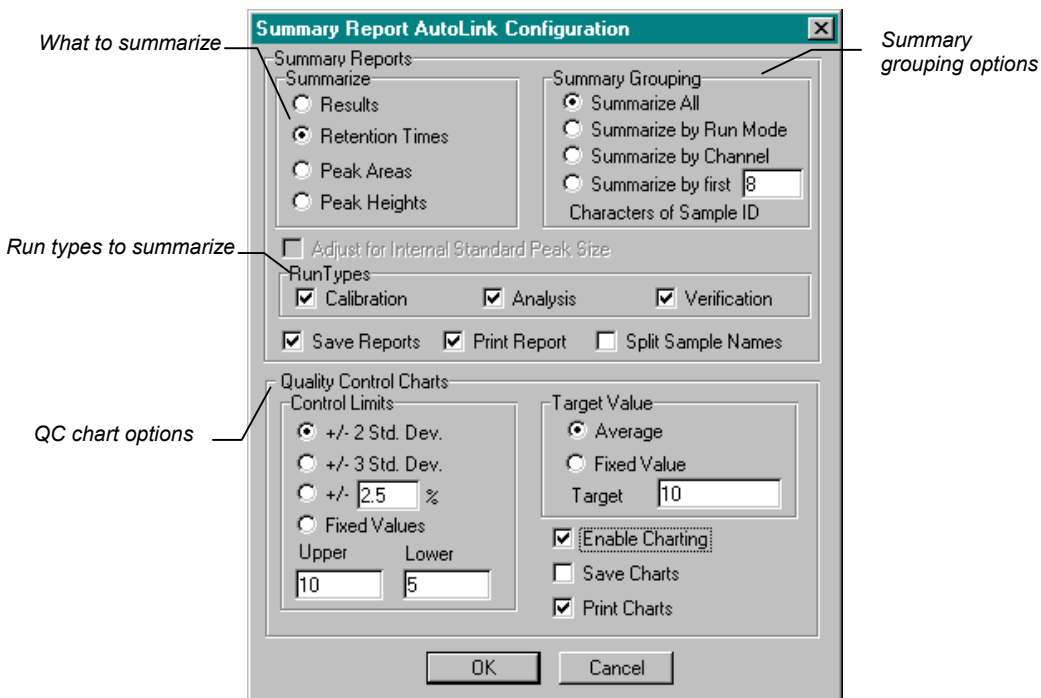 Summary Report AutoLink Configuration
What to summarize
Summary
grouping options
Summary Reports
Summarize
Results
Retention Times
Peak Areas
Peak Heights
Summary Grouping
Summarize All
Summarize by Run Mode
Summarize by Channel
Summarize by first 8
Characters of Sample ID
Adjust for Internal Standard Peak Size
Run types to summarize
RunTypes
Calibration Analysis Verification
Save Reports Print Report Split Sample Names
Quality Control Charts
QC chart options
Control Limits
+/- 2 Std. Dev.
+/- 3 Std. Dev.
+/- 2.5 %
Fixed Values
Upper Lower
10 5
Target Value
Average
Fixed Value
Target 10
Enable Charting
Save Charts
Print Charts
OK Cancel